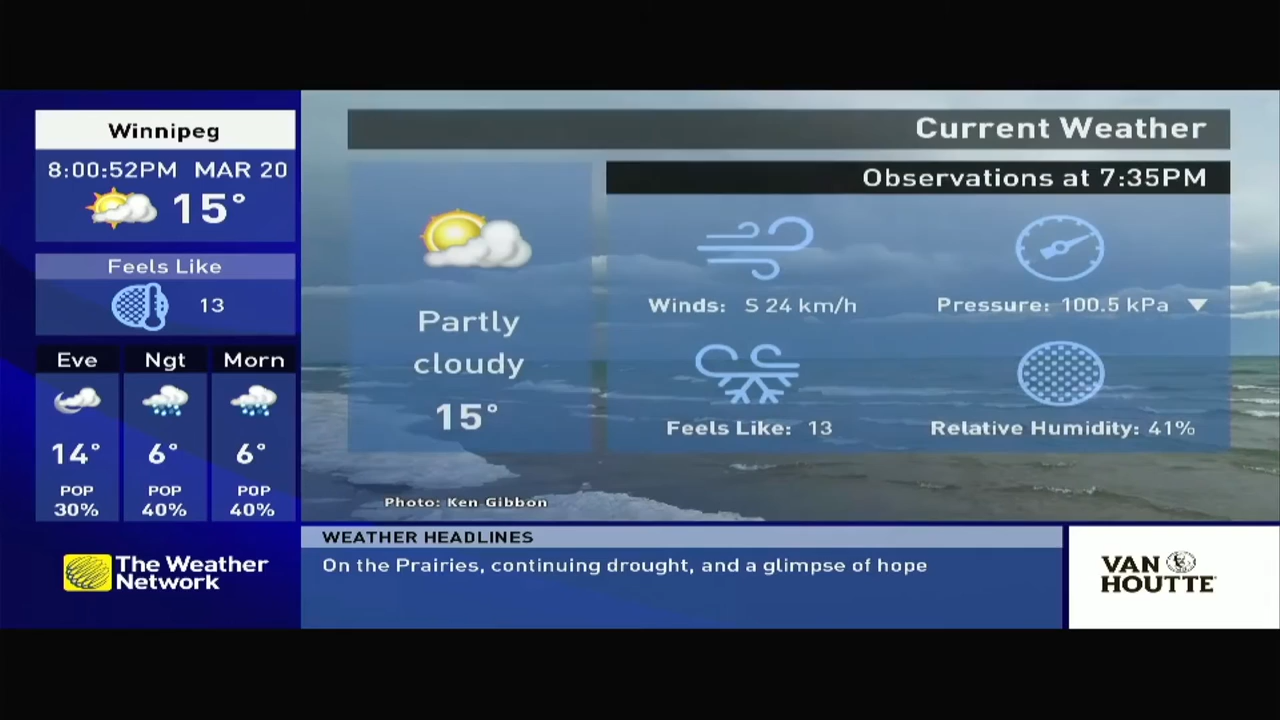 Winnipeg
8:00:52PM MAR 20
15°
Feels Like
13
Eve Ngt Morn
14° 6° 6°
POP POP POP
30% 40% 40%
The Weather
Network
Current Weather
Observations at 7:35PM
Partly
cloudy
15°
Winds: S 24 km/h
Pressure: 100.5 kPa
Feels Like: 13
Relative Humidity: 41%
Photo: Ken Gibbon
WEATHER HEADLINES
On the Prairies, continuing drought, and a glimpse of hope
VAN
HOUTTE